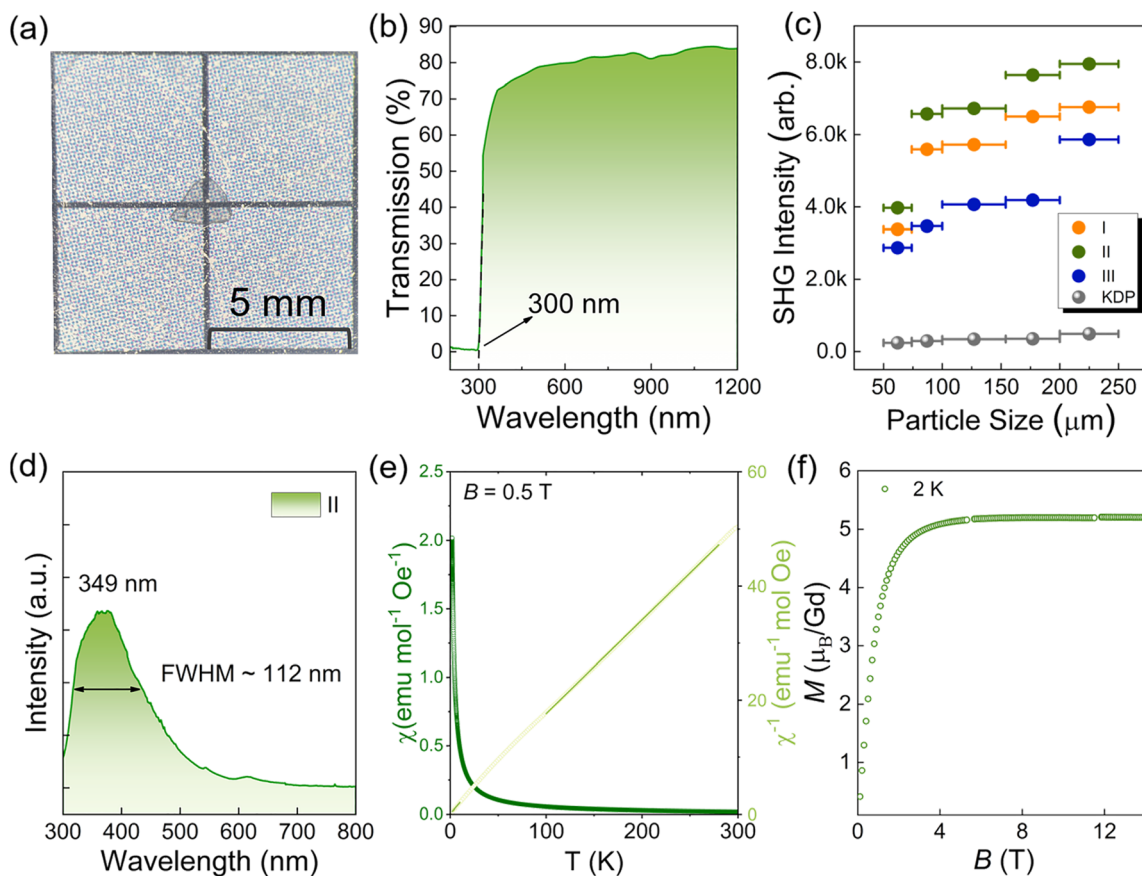 (a)
5 mm
(b)
Transmission (%)
90
80
70
60
50
40
30
20
10
0
300 nm
300 600 900 1200
Wavelength (nm)
(c)
SHG Intensity (arb.)
8.0k
6.0k
4.0k
2.0k
0.0
I
II
III
KDP
50 100 150 200 250
Particle Size (μm)
(d)
Intensity (a.u.)
II
349 nm
FWHM ~ 112 nm
300 400 500 600 700 800
Wavelength (nm)
(e)
B = 0.5 T
χ(emu mol⁻¹ Oe⁻¹)
2.5
2.0
1.5
1.0
0.5
0.0
60
40
20
0
χ⁻¹ (emu⁻¹ mol Oe)
0 100 200 300
T (K)
(f)
2 K
M (μ_B/Gd)
6
5
4
3
2
1
0 4 8 12
B (T)